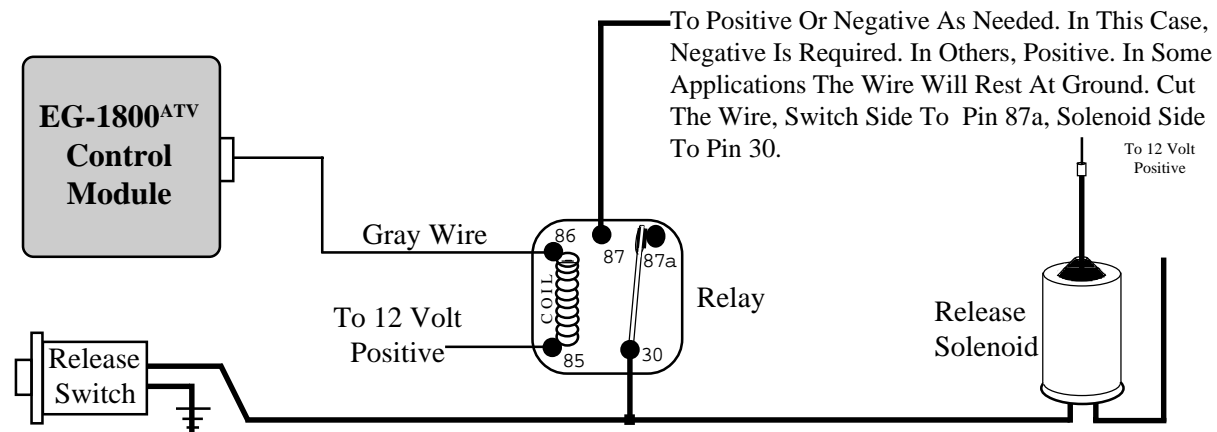 To Positive Or Negative As Needed. In This Case,
Negative Is Required. In Others, Positive. In Some
Applications The Wire Will Rest At Ground. Cut
The Wire, Switch Side To Pin 87a, Solenoid Side
To Pin 30.
EG-1800ATV
Control
Module
To 12 Volt
Positive
Gray Wire
86
87
87a
COIL
Relay
To 12 Volt
Positive
85
30
Release
Solenoid
Release
Switch